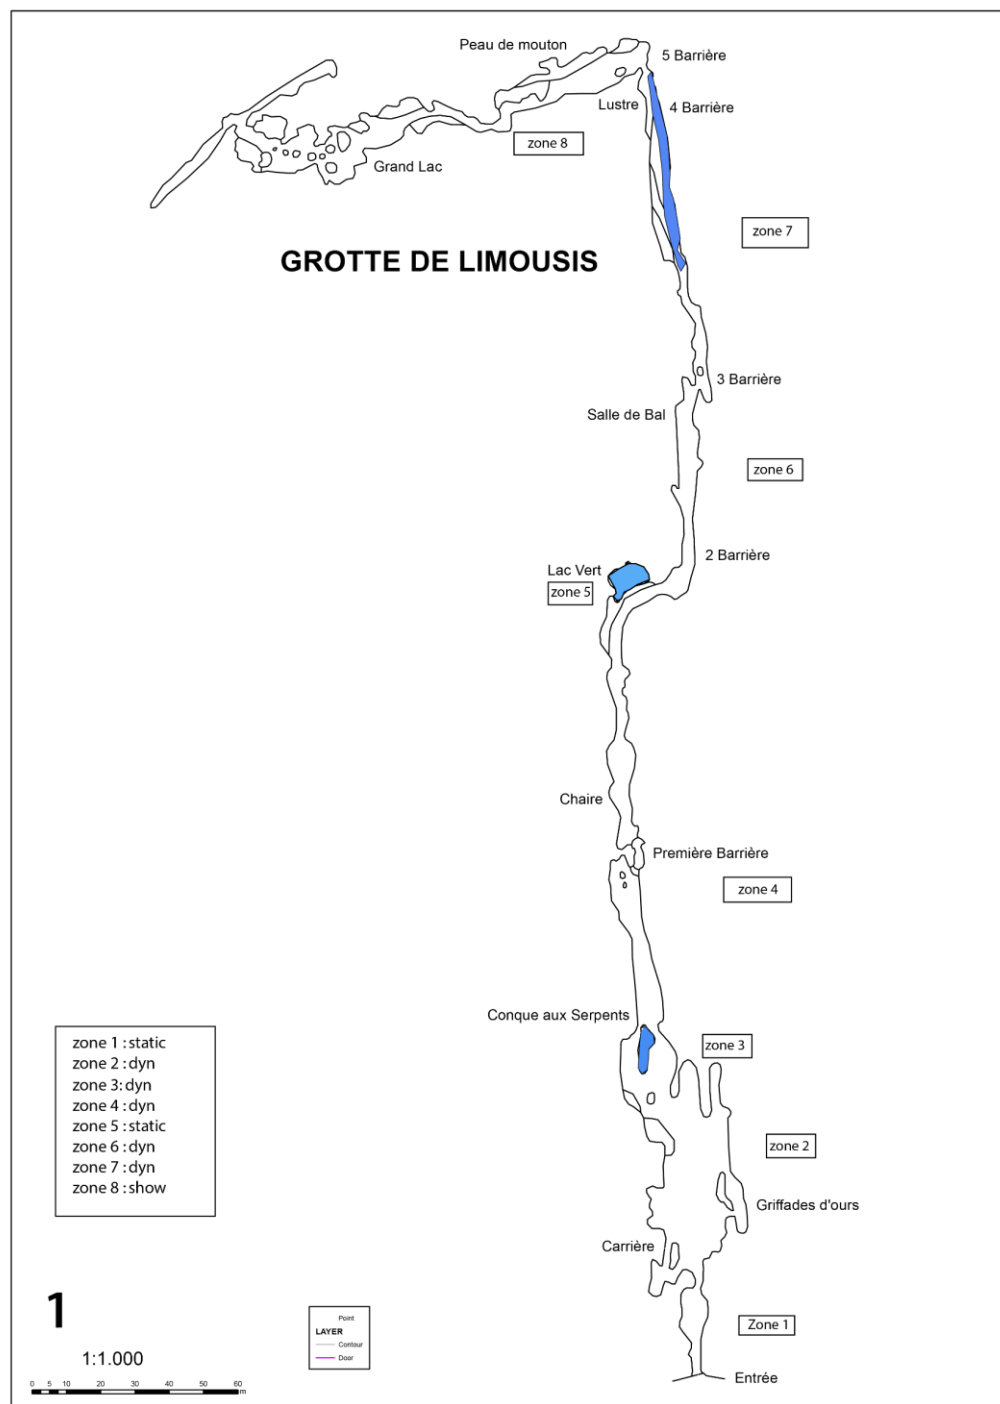 Peau de mouton
5 Barrière
Lustre
4 Barrière
zone 8
Grand Lac
zone 7
GROTTE DE LIMOUSIS
3 Barrière
Salle de Bal
zone 6
2 Barrière
Lac Vert
zone 5
Chaire
Première Barrière
zone 4
Conque aux Serpents
zone 3
zone 1 : static
zone 2 : dyn
zone 3: dyn
zone 4 : dyn
zone 5 : static
zone 6 : dyn
zone 7 : dyn
zone 8 : show
zone 2
Griffades d'ours
Carrière
Zone 1
1
1:1.000
0 5 10 20 30 40 50 60
m
Point
LAYER
Contour
Door
Entrée